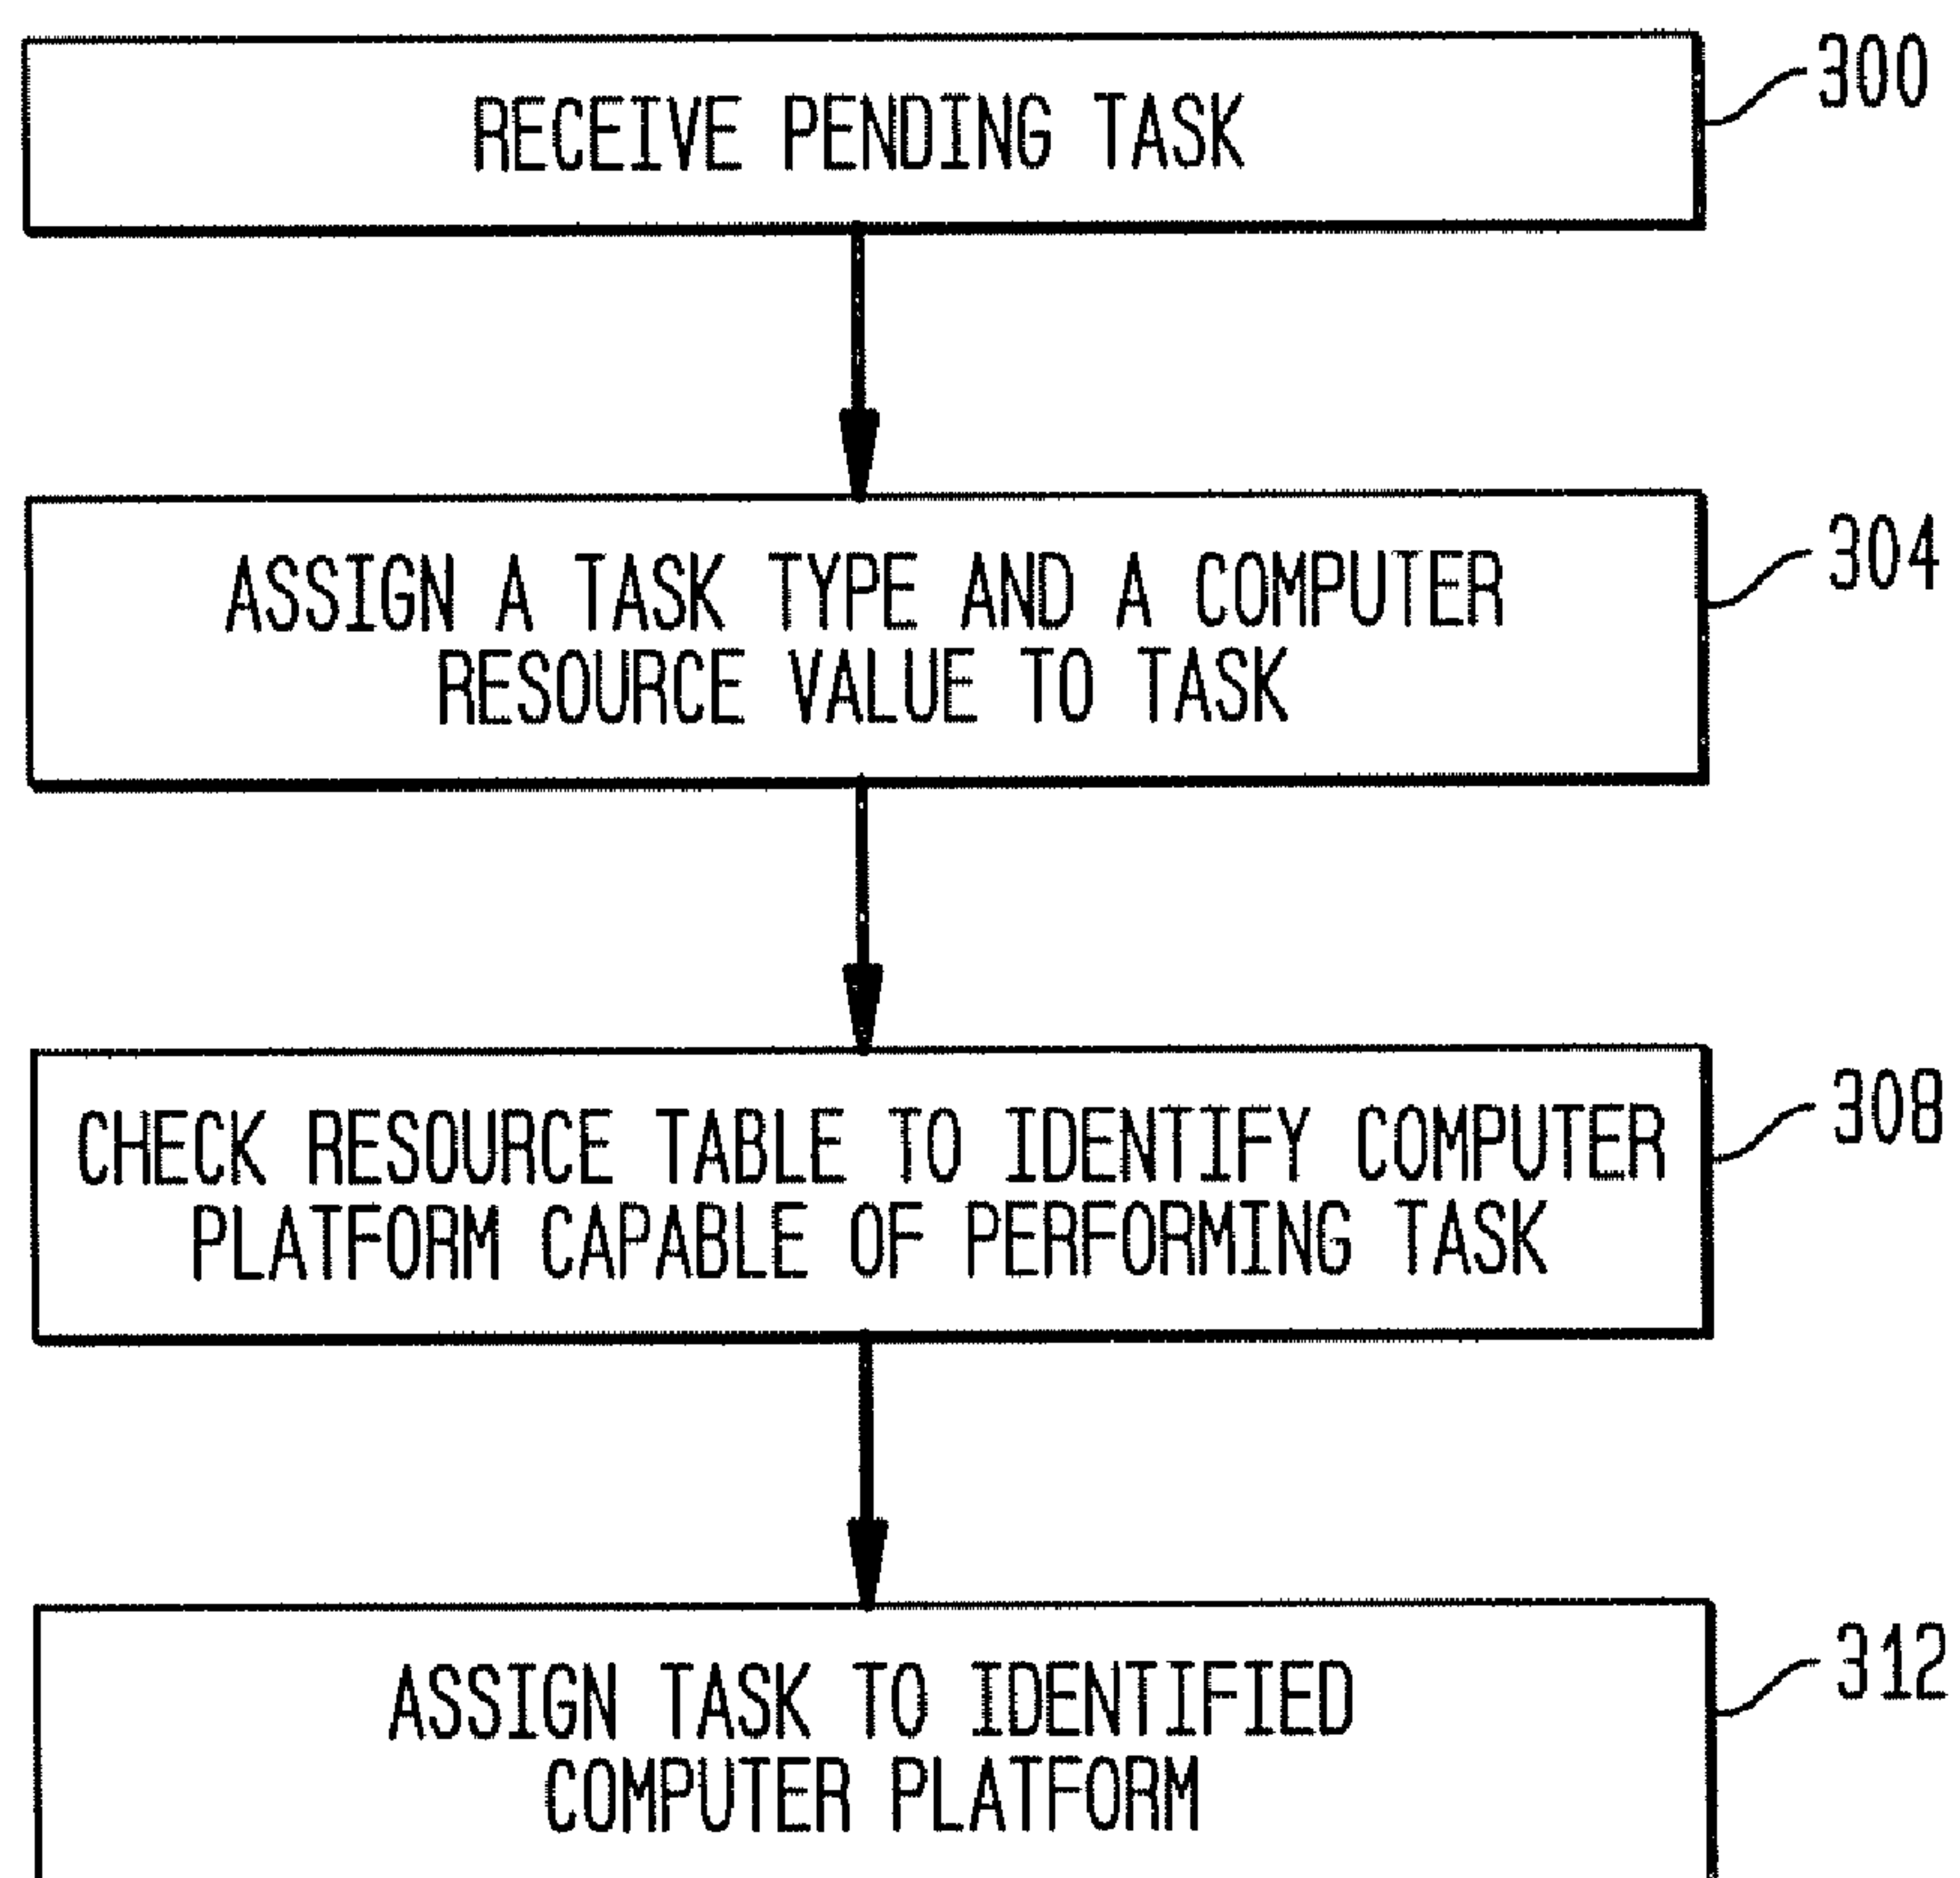 RECEIVE PENDING TASK
300
ASSIGN A TASK TYPE AND A COMPUTER
RESOURCE VALUE TO TASK
304
CHECK RESOURCE TABLE TO IDENTIFY COMPUTER
PLATFORM CAPABLE OF PERFORMING TASK
308
ASSIGN TASK TO IDENTIFIED
COMPUTER PLATFORM
312